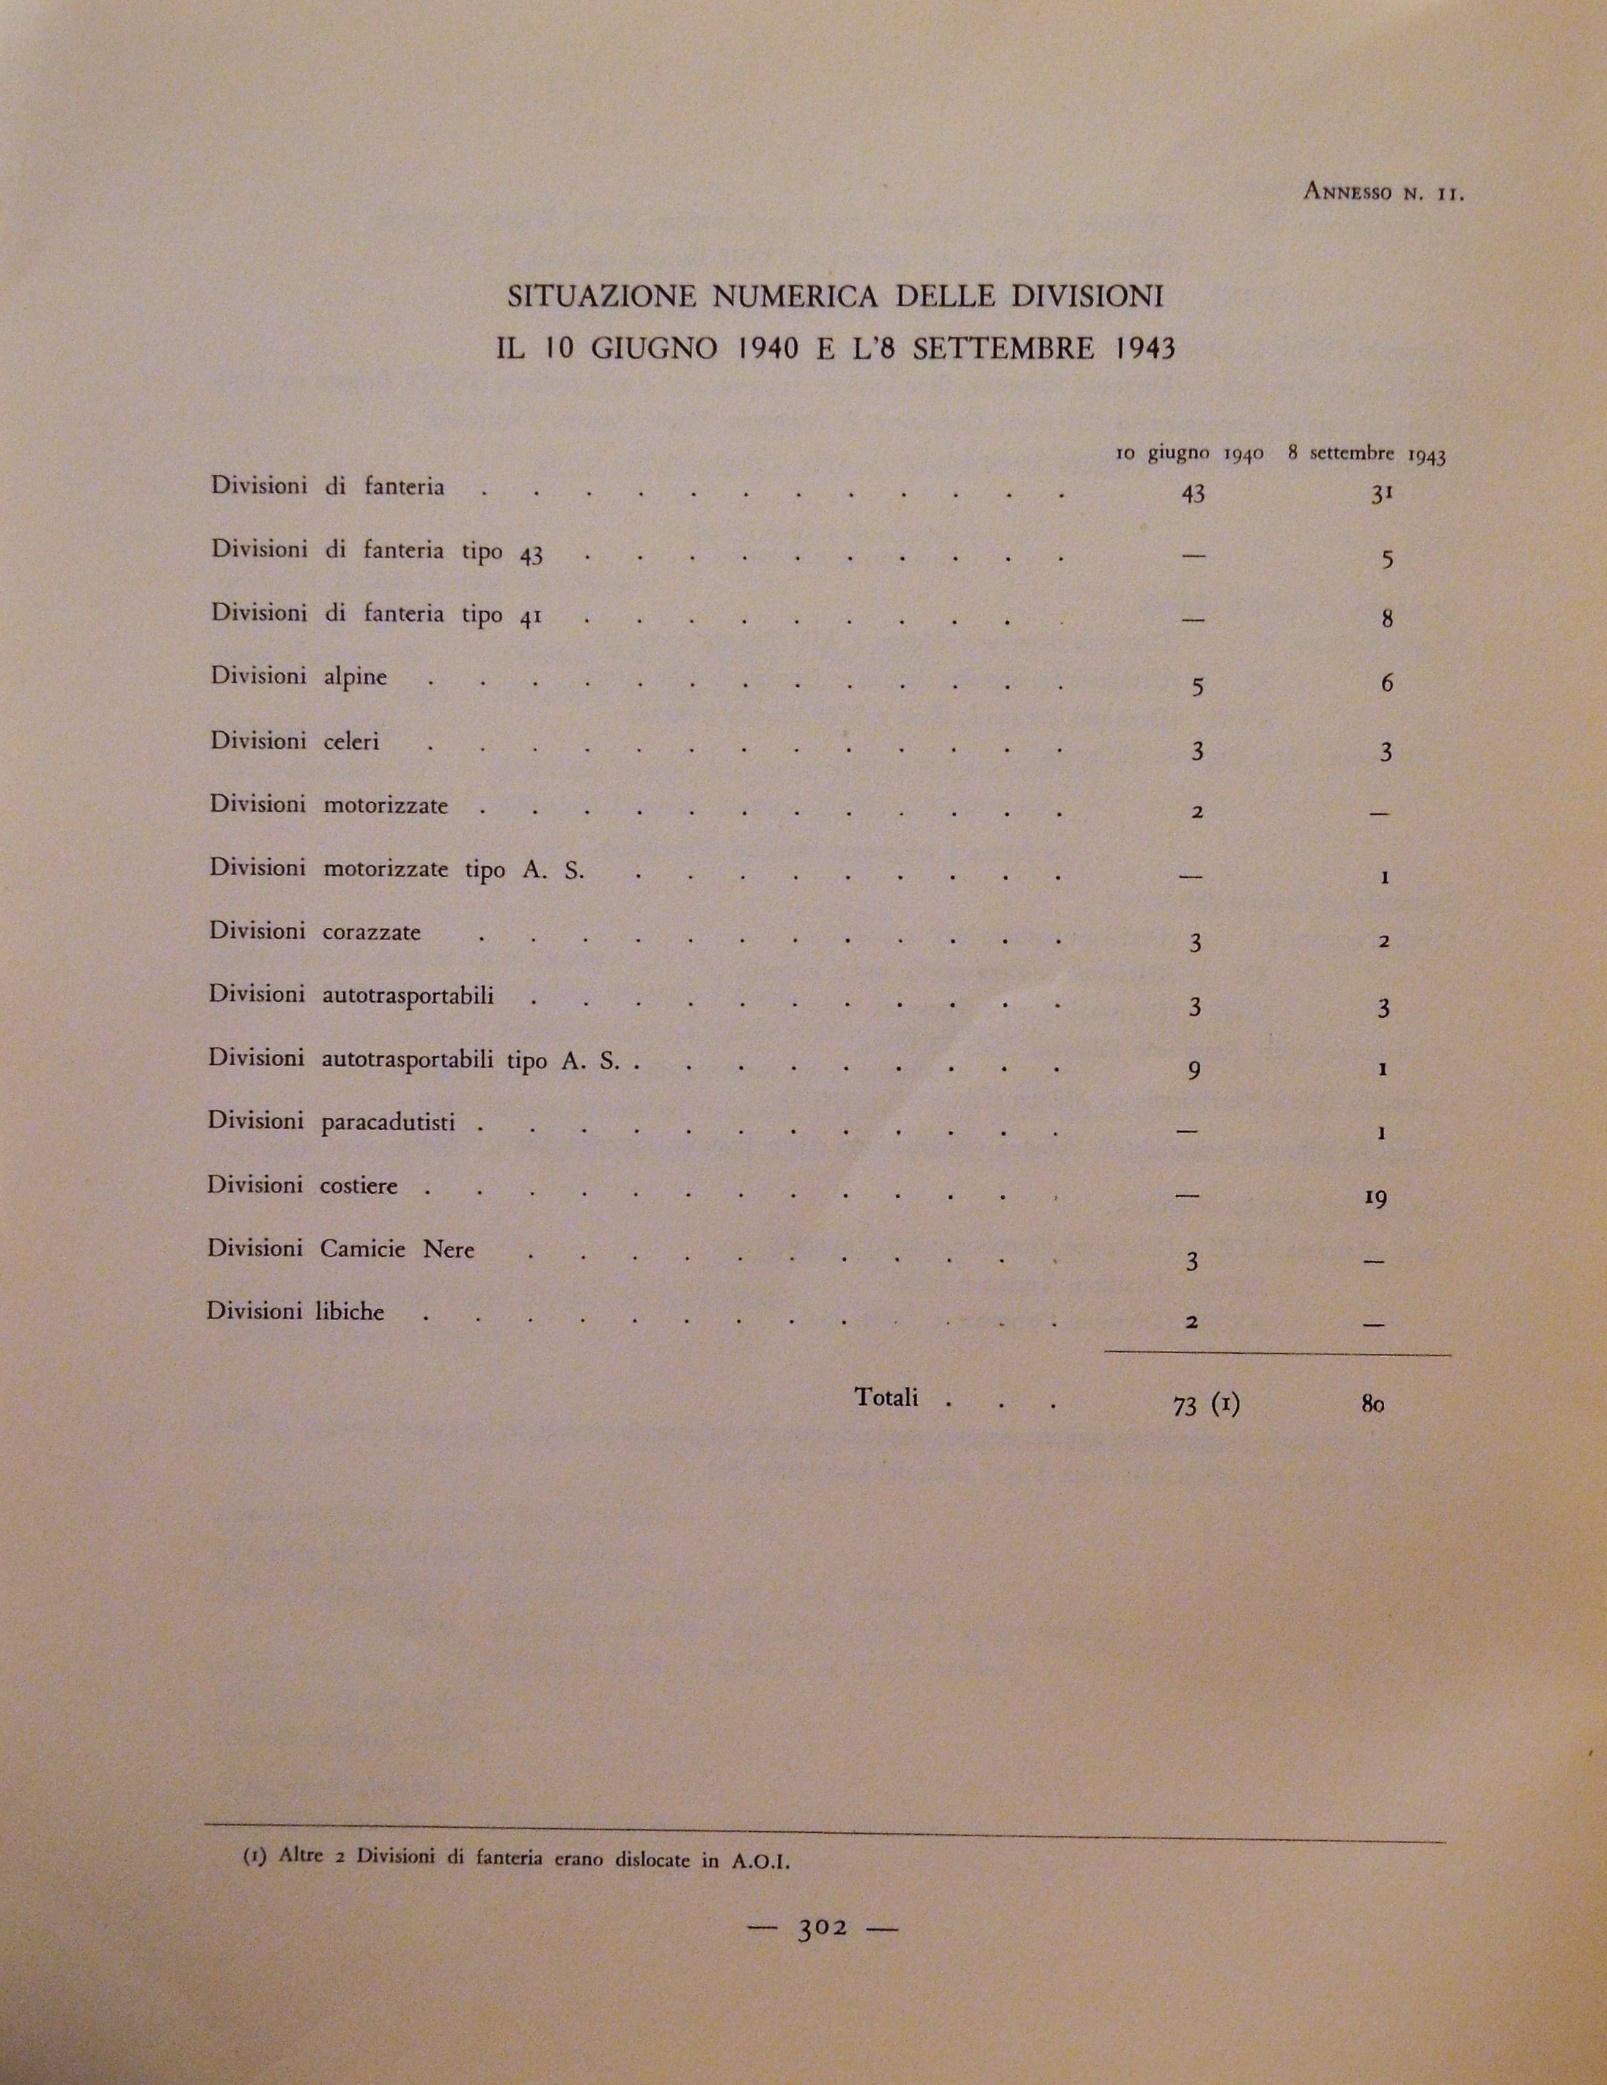 ANNESSO N. 11.
SITUAZIONE NUMERICA DELLE DIVISIONI
IL 10 GIUGNO 1940 E L'8 SETTEMBRE 1943
10 giugno 1940 8 settembre 1943
Divisioni di fanteria . . . . . . . . . . . . 43 31
Divisioni di fanteria tipo 43 . . . . . . . . . . — 5
Divisioni di fanteria tipo 41 . . . . . . . . . . — 8
Divisioni alpine . . . . . . . . . . . . . 5 6
Divisioni celeri . . . . . . . . . . . . . 3 3
Divisioni motorizzate . . . . . . . . . . . . 2 —
Divisioni motorizzate tipo A. S. . . . . . . . . . — 1
Divisioni corazzate . . . . . . . . . . . . 3 2
Divisioni autotrasportabili . . . . . . . . . . . 3 3
Divisioni autotrasportabili tipo A. S. . . . . . . . . . 9 1
Divisioni paracadutisti . . . . . . . . . . . . — 1
Divisioni costiere . . . . . . . . . . . . . — 19
Divisioni Camicie Nere . . . . . . . . . . . 3 —
Divisioni libiche . . . . . . . . . . . . . 2 —
Totali . . . 73 (1) 80
(1) Altre 2 Divisioni di fanteria erano dislocate in A.O.I.
— 302 —